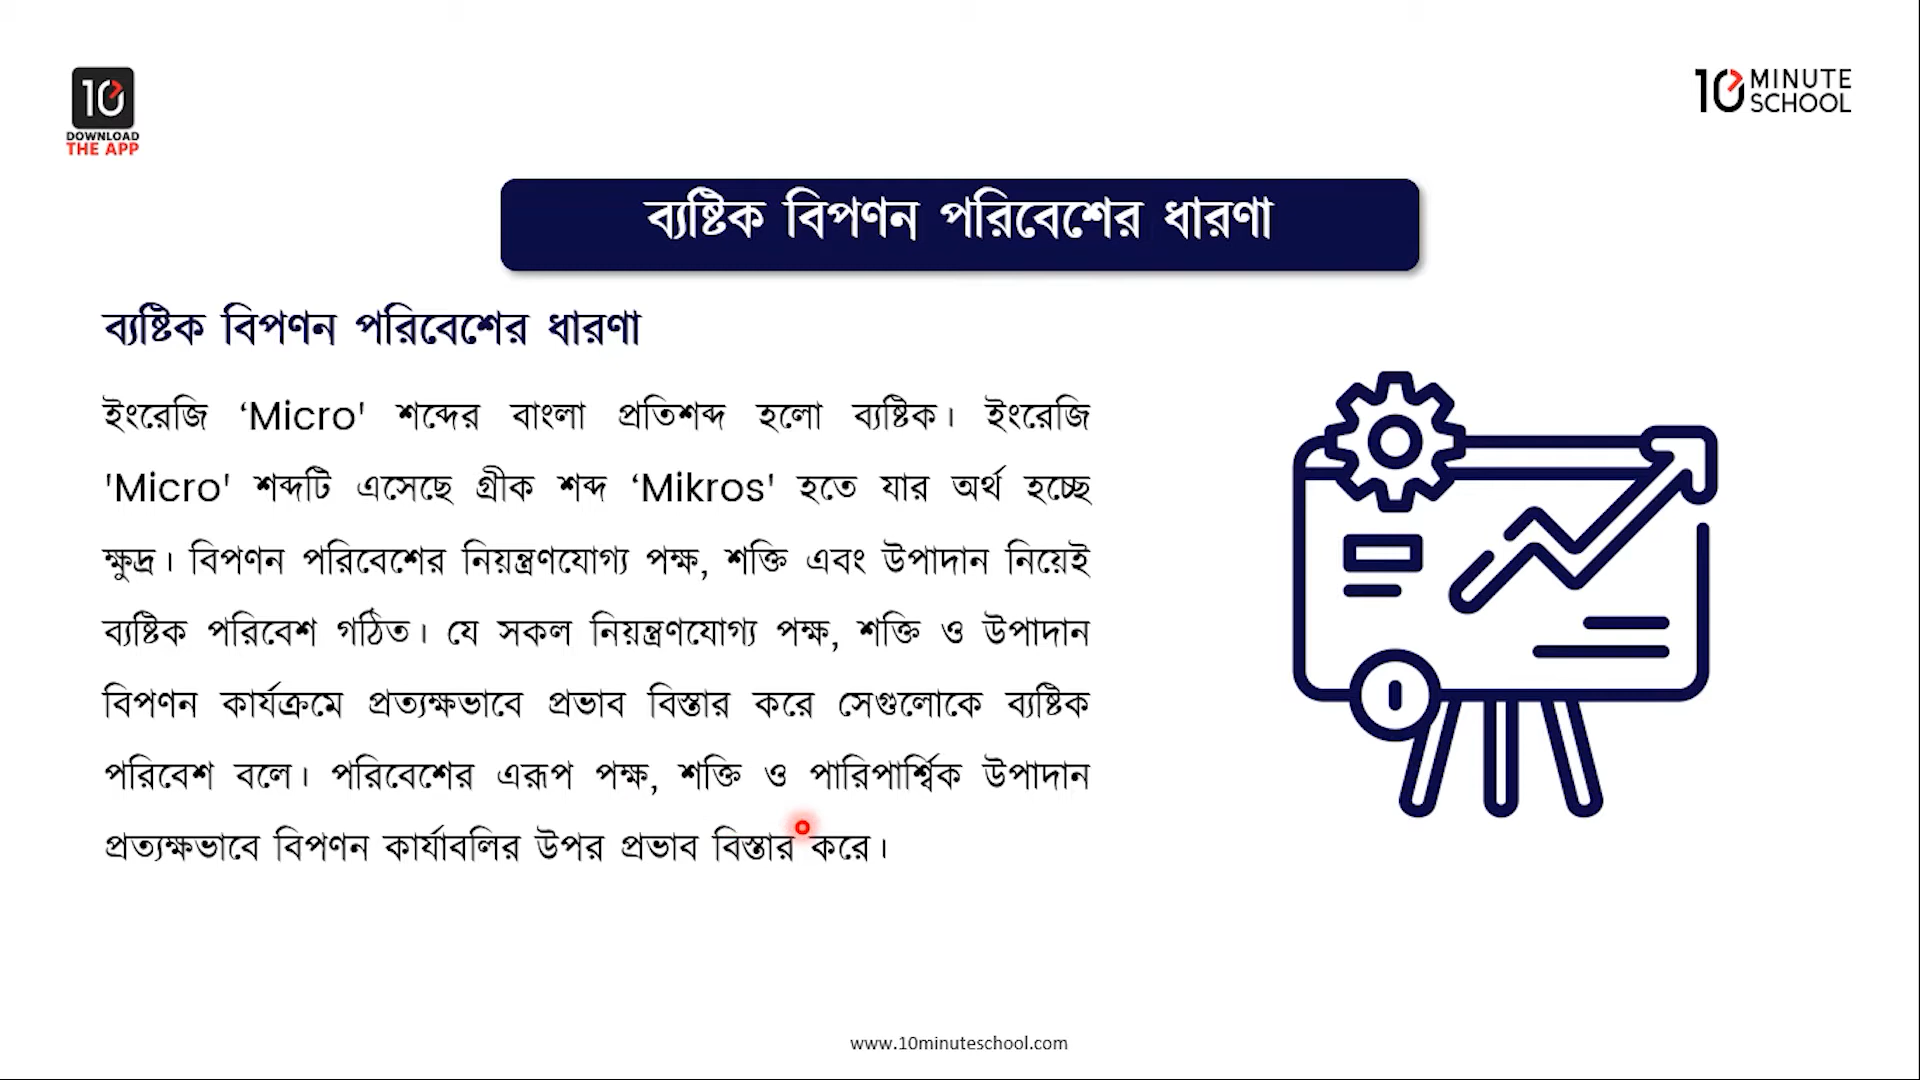 10
DOWNLOAD
THE APP
10 MINUTE
SCHOOL
ব্যষ্টিক বিপণন পরিবেশের ধারণা
ব্যষ্টিক বিপণন পরিবেশের ধারণা
ইংরেজি ‘Micro' শব্দের বাংলা প্রতিশব্দ হলো ব্যষ্টিক। ইংরেজি
'Micro' শব্দটি এসেছে গ্রীক শব্দ ‘Mikros' হতে যার অর্থ হচ্ছে
ক্ষুদ্র। বিপণন পরিবেশের নিয়ন্ত্রণযোগ্য পক্ষ, শক্তি এবং উপাদান নিয়েই
ব্যষ্টিক পরিবেশ গঠিত। যে সকল নিয়ন্ত্রণযোগ্য পক্ষ, শক্তি ও উপাদান
বিপণন কার্যক্রমে প্রত্যক্ষভাবে প্রভাব বিস্তার করে সেগুলোকে ব্যষ্টিক
পরিবেশ বলে। পরিবেশের এরূপ পক্ষ, শক্তি ও পারিপার্শ্বিক উপাদান
প্রত্যক্ষভাবে বিপণন কার্যাবলির উপর প্রভাব বিস্তার করে।
www.10minuteschool.com